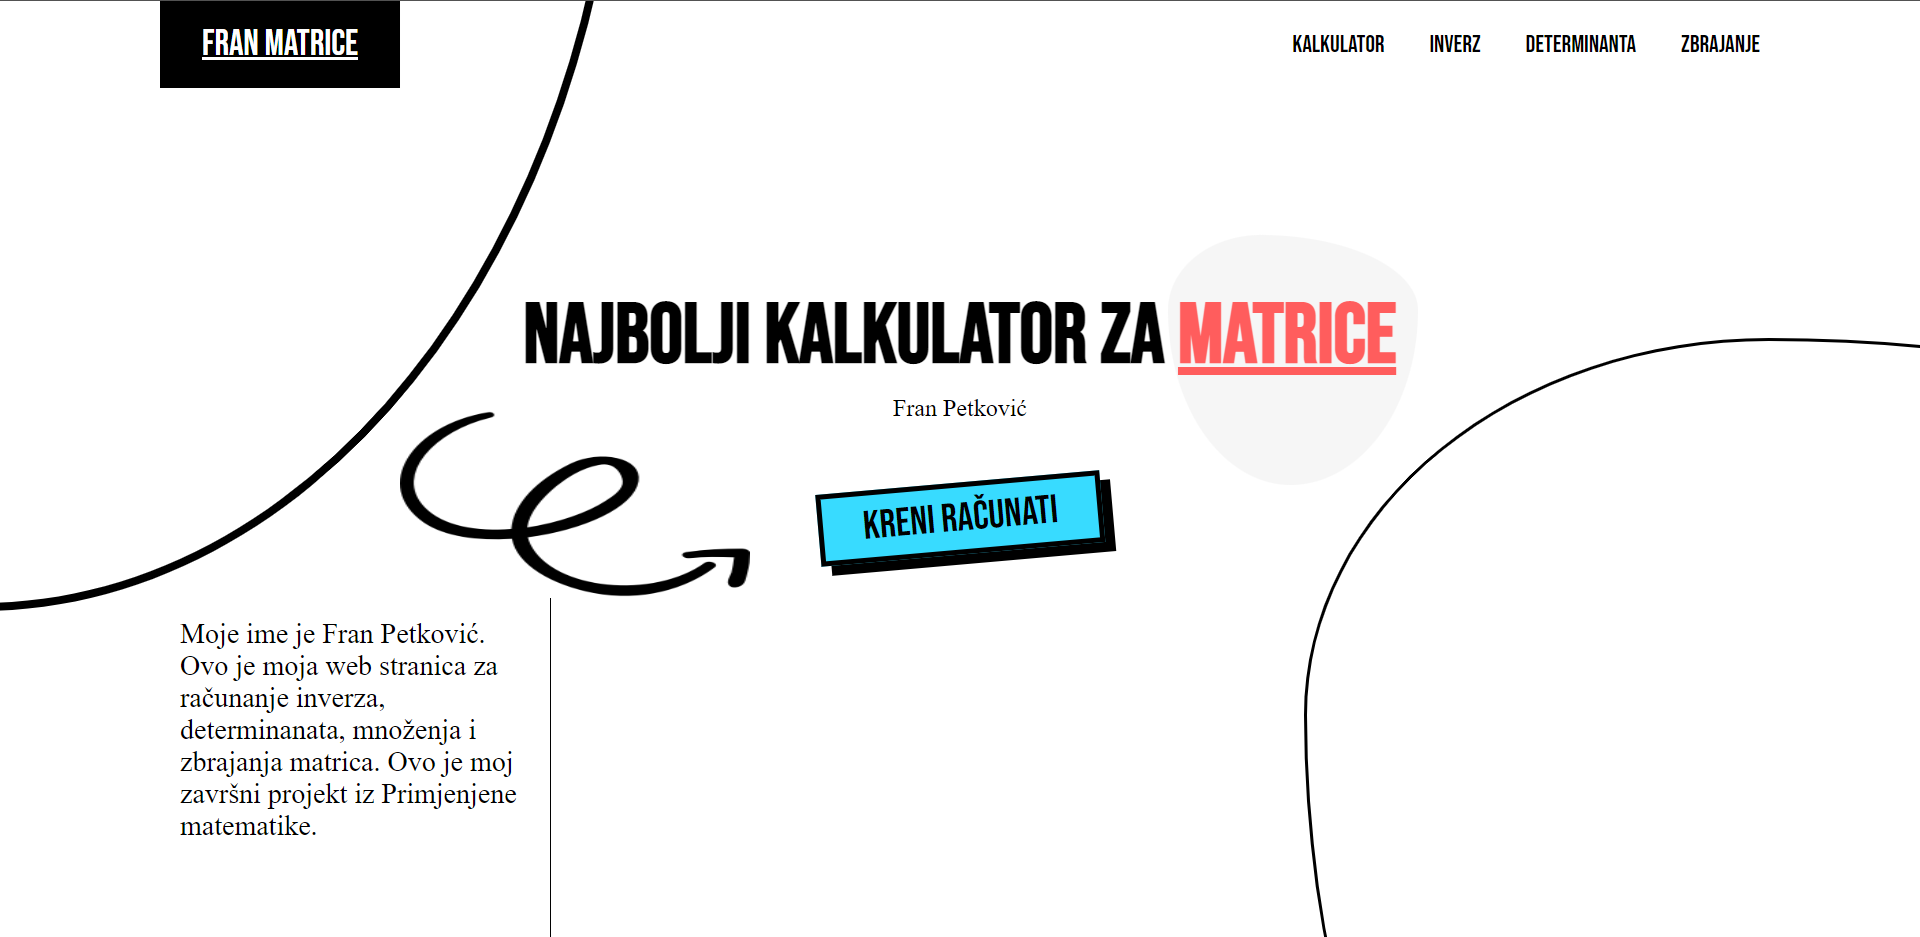 FRAN MATRICE
KALKULATOR INVERZ DETERMINANTA ZBRAJANJE
NAJBOLJI KALKULATOR ZA MATRICE
Fran Petković
KRENI RAČUNATI
Moje ime je Fran Petković.
Ovo je moja web stranica za
računanje inverza,
determinanata, množenja i
zbrajanja matrica. Ovo je moj
završni projekt iz Primjenjene
matematike.